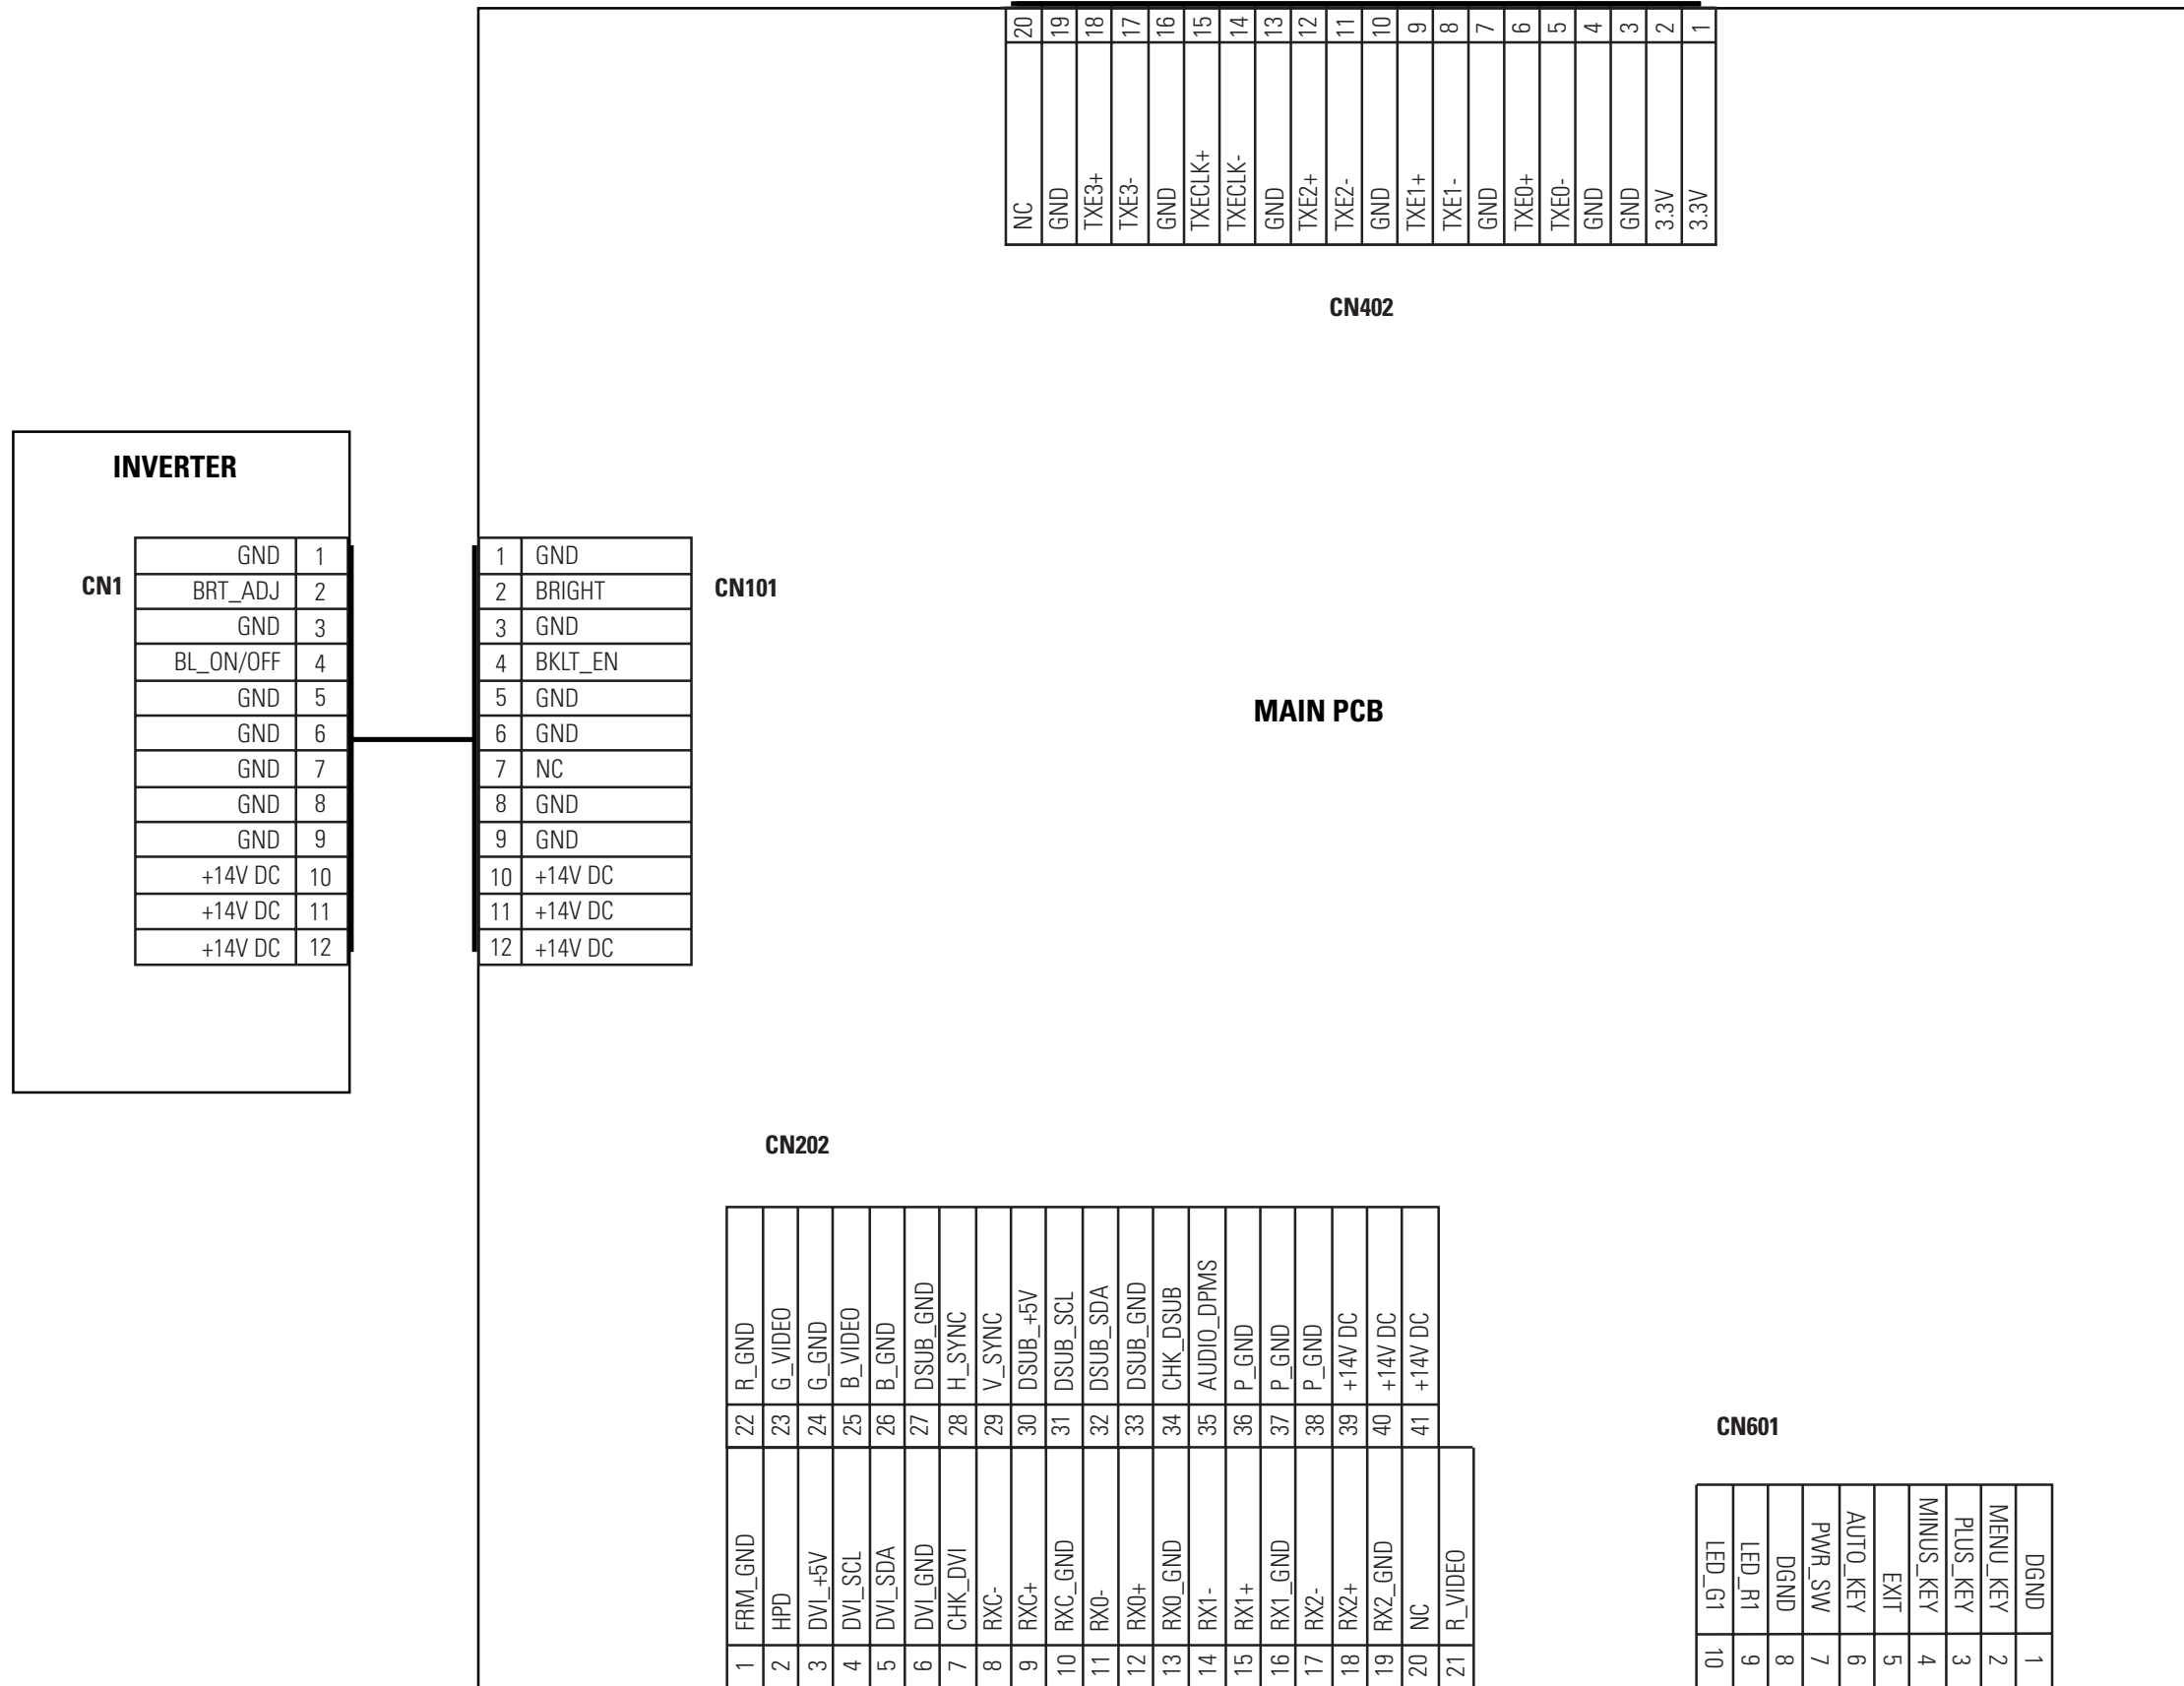 20 19 18 17 16 15 14 13 12 11 10 9 8 7 6 5 4 3 2 1
NC GND TXE3+ TXE3- GND TXECLK+ TXECLK- GND TXE2+ TXE2- GND TXE1+ TXE1- GND TXE0+ TXE0- GND GND 3.3V 3.3V
CN402
INVERTER
CN1
GND 1
BRT_ADJ 2
GND 3
BL_ON/OFF 4
GND 5
GND 6
GND 7
GND 8
GND 9
+14V DC 10
+14V DC 11
+14V DC 12
1 GND
2 BRIGHT
3 GND
4 BKLT_EN
5 GND
6 GND
7 NC
8 GND
9 GND
10 +14V DC
11 +14V DC
12 +14V DC
CN101
MAIN PCB
CN202
R_GND G_VIDEO G_GND B_VIDEO B_GND DSUB_GND H_SYNC V_SYNC DSUB_+5V DSUB_SCL DSUB_SDA DSUB_GND CHK_DSUB AUDIO_DPMS P_GND P_GND P_GND +14V DC +14V DC +14V DC
22 23 24 25 26 27 28 29 30 31 32 33 34 35 36 37 38 39 40 41
FRM_GND HPD DVI_+5V DVI_SCL DVI_SDA DVI_GND CHK_DVI RXC- RXC+ RXC_GND RX0- RX0+ RX0_GND RX1- RX1+ RX1_GND RX2- RX2+ RX2_GND NC R_VIDEO
1 2 3 4 5 6 7 8 9 10 11 12 13 14 15 16 17 18 19 20 21
CN601
LED_G1 LED_R1 DGND PWR_SW AUTO_KEY EXIT MINUS_KEY PLUS_KEY MENU_KEY DGND
10 9 8 7 6 5 4 3 2 1